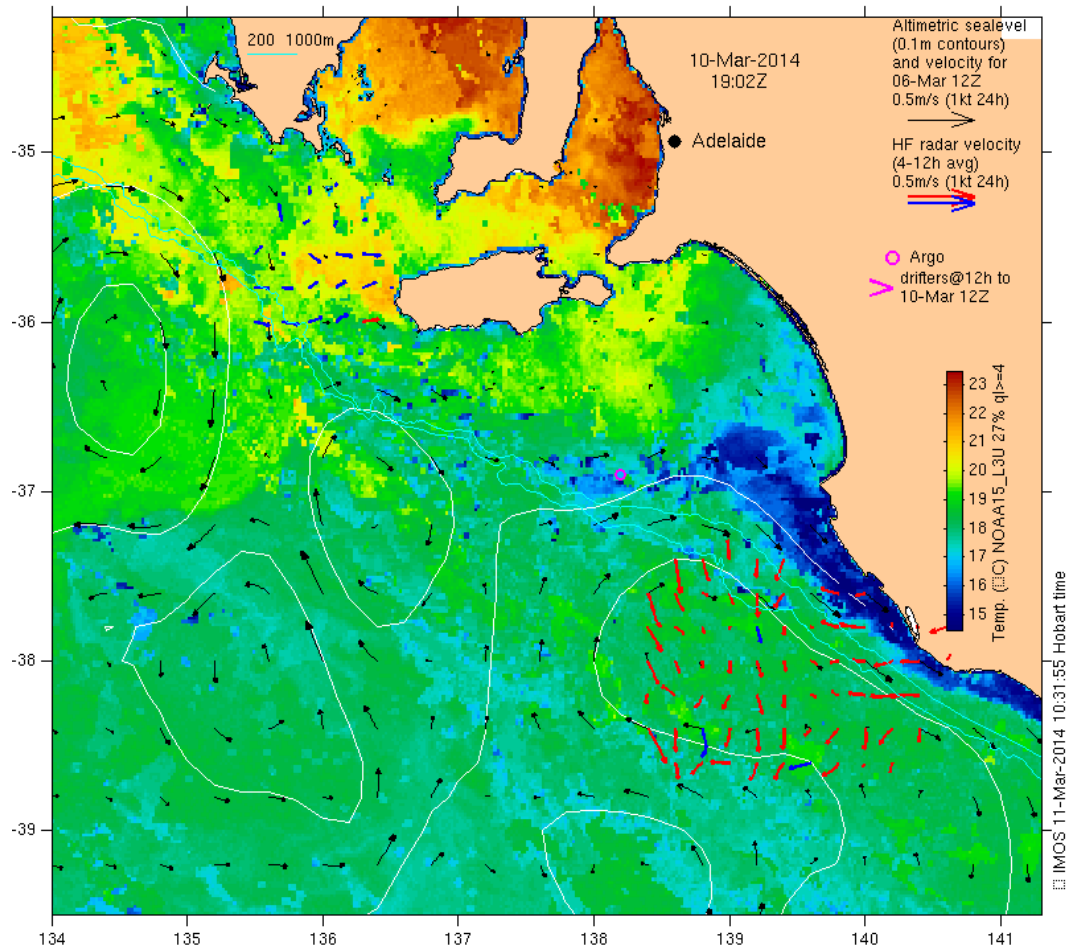 200 1000m
10-Mar-2014
19:02Z
Adelaide
Altimetric sealevel
(0.1m contours)
and velocity for
06-Mar 12Z
0.5m/s (1kt 24h)
HF radar velocity
(4-12h avg)
0.5m/s (1kt 24h)
Argo
drifters@12h to
10-Mar 12Z
23
22
21
20
19
18
17
16
15
Temp. (□C) NOAA15_L3U 27% ql>=4
-35
-36
-37
-38
-39
134
135
136
137
138
139
140
141
□ IMOS 11-Mar-2014 10:31:55 Hobart time